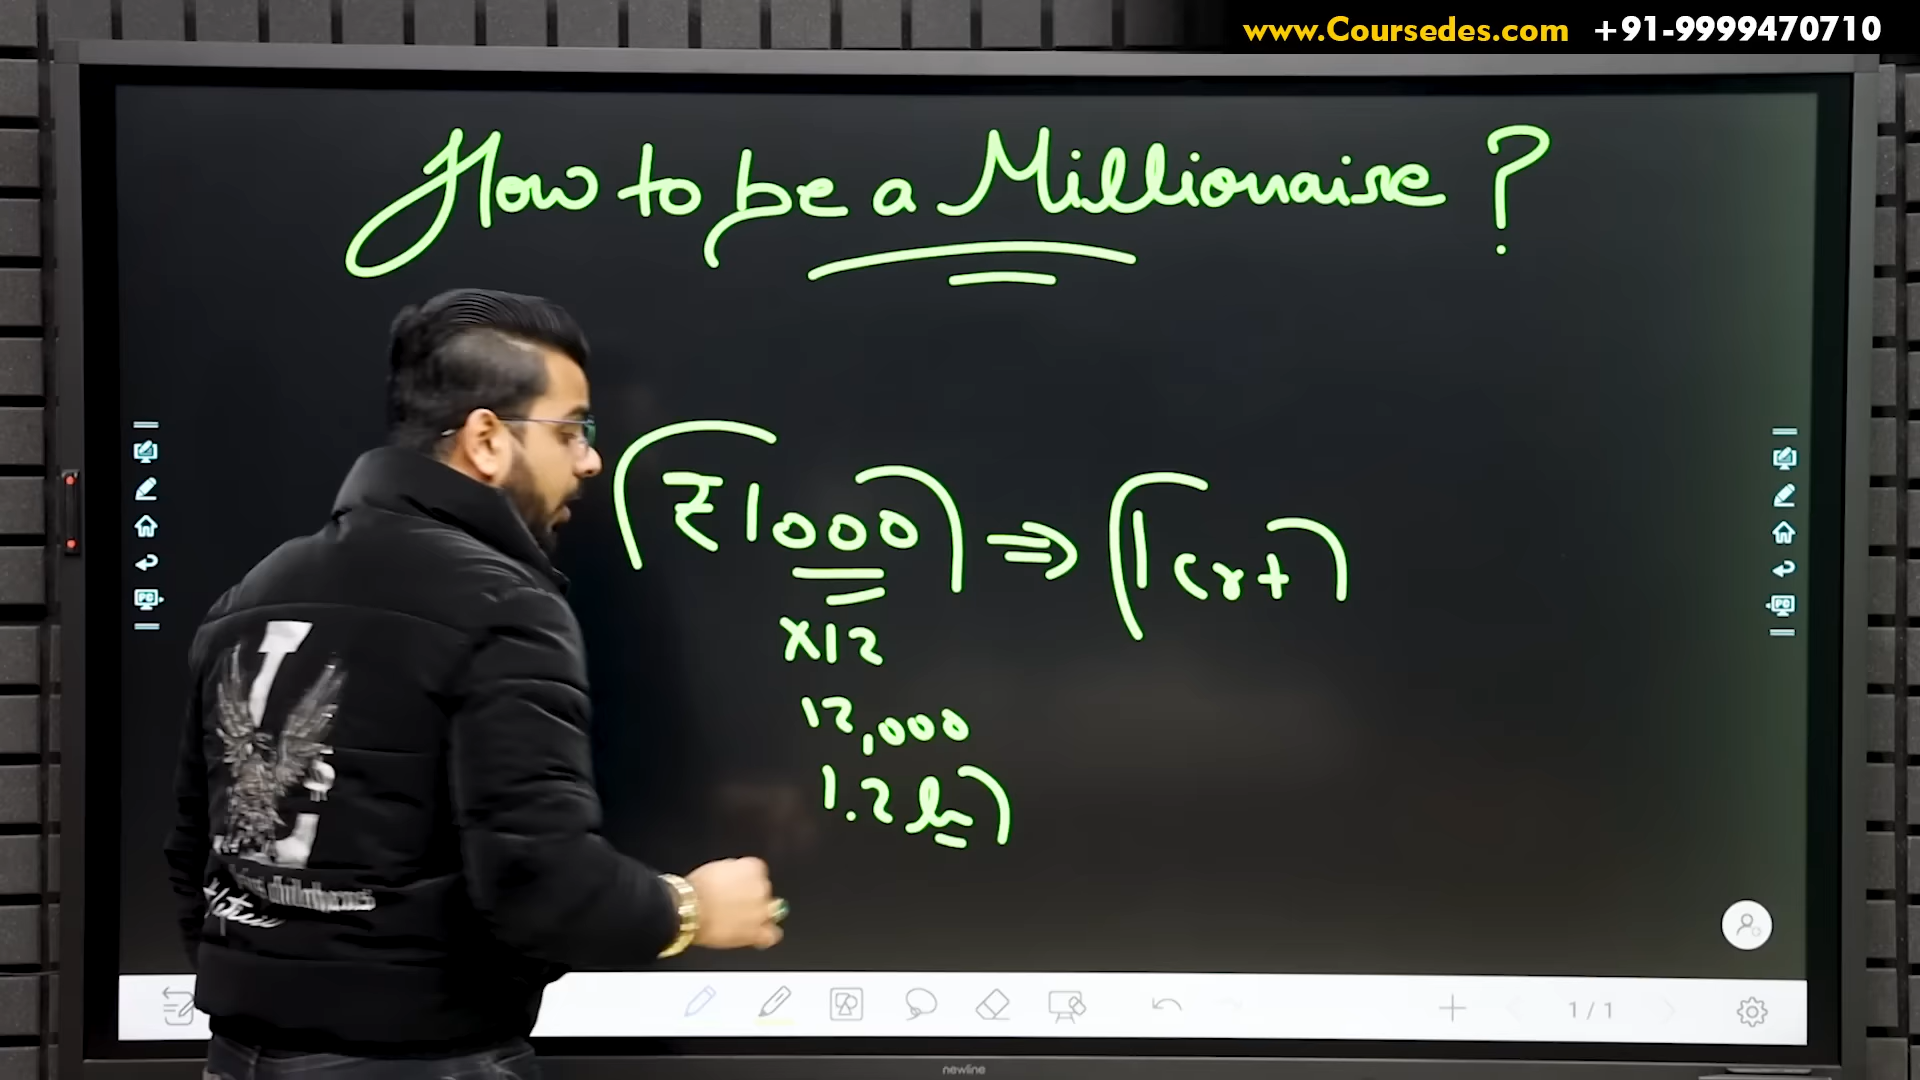 www.Coursedes.com +91-9999470710
How to be a Millionaire ?
₹1000 ⇒ 1 cr+
x12
12,000
1.2
1/1
newline